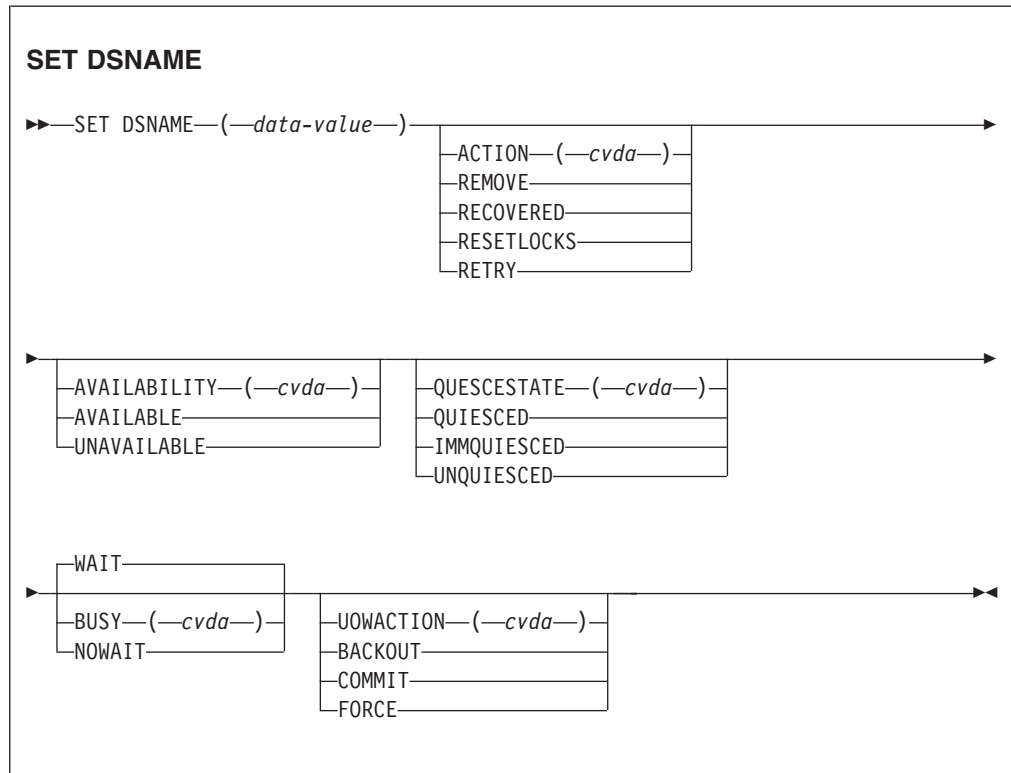 SET DSNAME
SET DSNAME ( data-value )
ACTION ( cvda )
REMOVE
RECOVERED
RESETLOCKS
RETRY
AVAILABILITY ( cvda )
AVAILABLE
UNAVAILABLE
QUESCESTATE ( cvda )
QUIESCED
IMMQUIESCED
UNQUIESCED
WAIT
BUSY ( cvda )
NOWAIT
UOWACTION ( cvda )
BACKOUT
COMMIT
FORCE